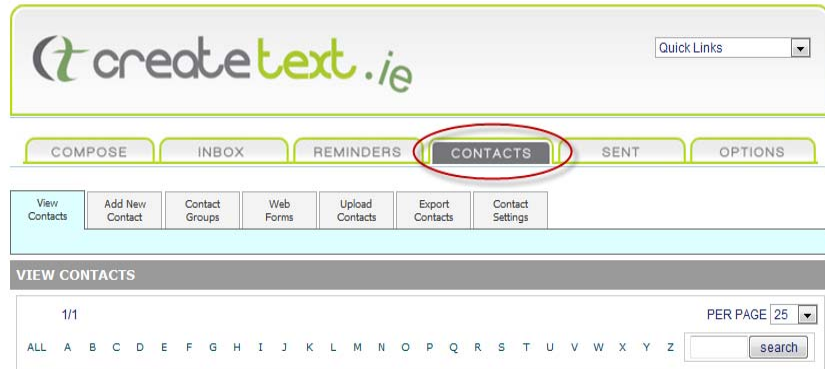 createtext.ie
Quick Links
COMPOSE INBOX REMINDERS CONTACTS SENT OPTIONS
View Contacts Add New Contact Contact Groups Web Forms Upload Contacts Export Contacts Contact Settings
VIEW CONTACTS
1/1 PER PAGE 25
ALL A B C D E F G H I J K L M N O P Q R S T U V W X Y Z search